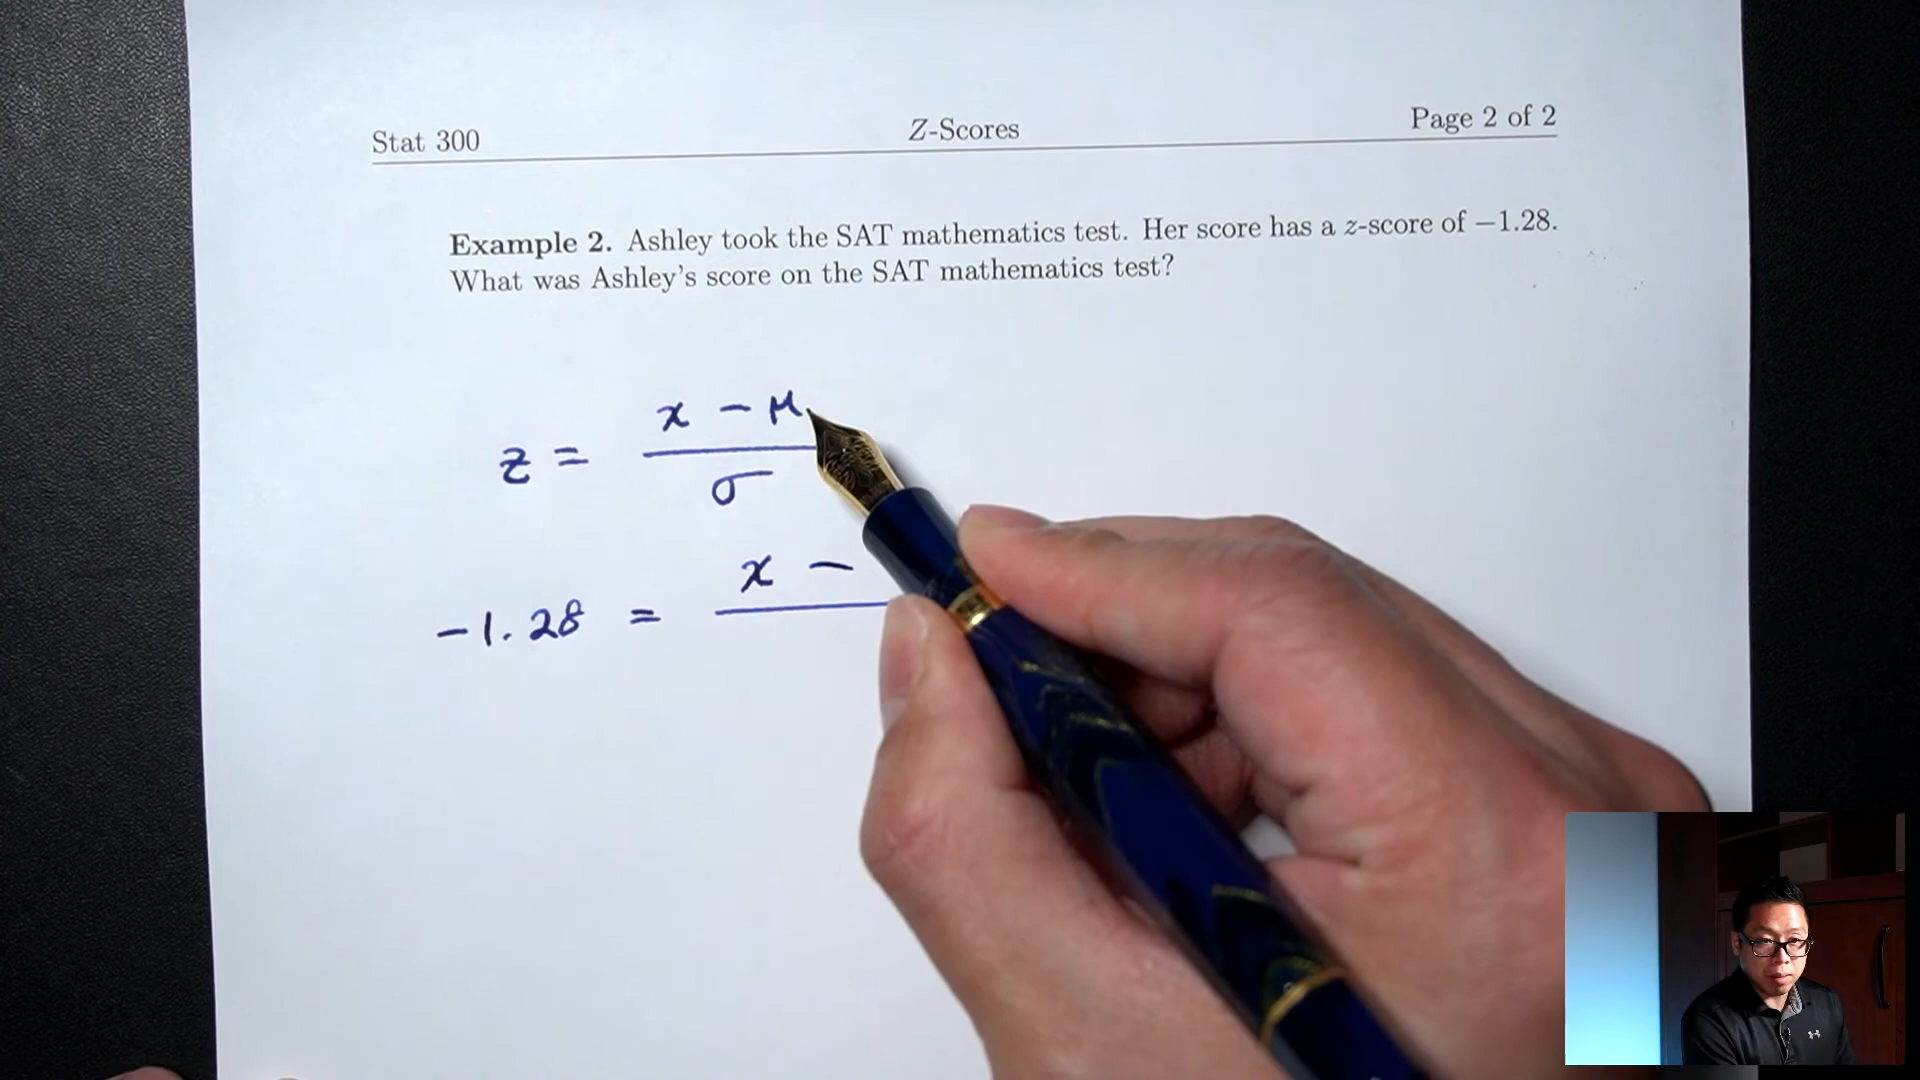 Stat 300 Z-Scores Page 2 of 2
Example 2. Ashley took the SAT mathematics test. Her score has a z-score of −1.28.
What was Ashley's score on the SAT mathematics test?
x − μ
z =
σ
x −
−1.28 =